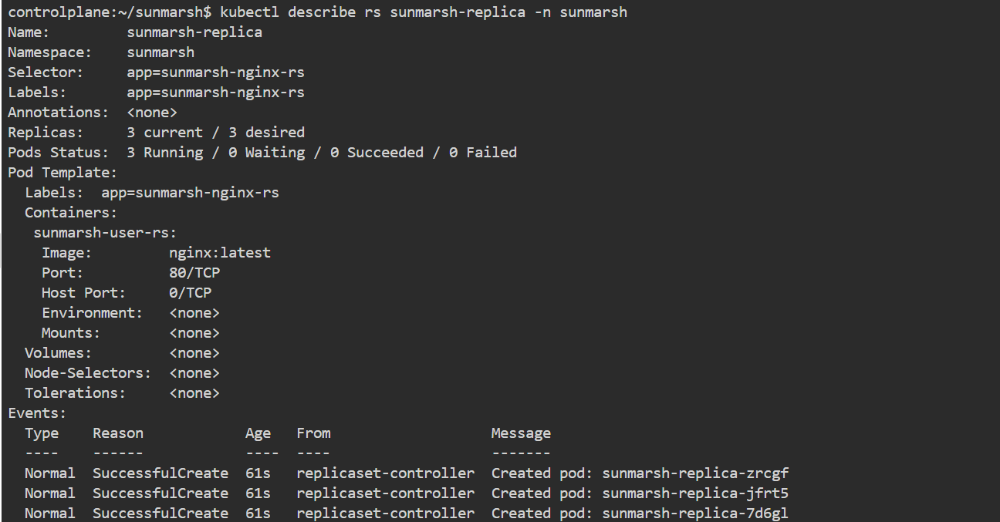 controlplane:~/sunmarsh$ kubectl describe rs sunmarsh-replica -n sunmarsh
Name:         sunmarsh-replica
Namespace:    sunmarsh
Selector:     app=sunmarsh-nginx-rs
Labels:       app=sunmarsh-nginx-rs
Annotations:  <none>
Replicas:     3 current / 3 desired
Pods Status:  3 Running / 0 Waiting / 0 Succeeded / 0 Failed
Pod Template:
  Labels:  app=sunmarsh-nginx-rs
  Containers:
   sunmarsh-user-rs:
    Image:         nginx:latest
    Port:          80/TCP
    Host Port:     0/TCP
    Environment:   <none>
    Mounts:        <none>
  Volumes:         <none>
  Node-Selectors:  <none>
  Tolerations:     <none>
Events:
  Type    Reason            Age   From                   Message
  ----    ------            ----  ----                   -------
  Normal  SuccessfulCreate  61s   replicaset-controller  Created pod: sunmarsh-replica-zrcgf
  Normal  SuccessfulCreate  61s   replicaset-controller  Created pod: sunmarsh-replica-jfrt5
  Normal  SuccessfulCreate  61s   replicaset-controller  Created pod: sunmarsh-replica-7d6gl